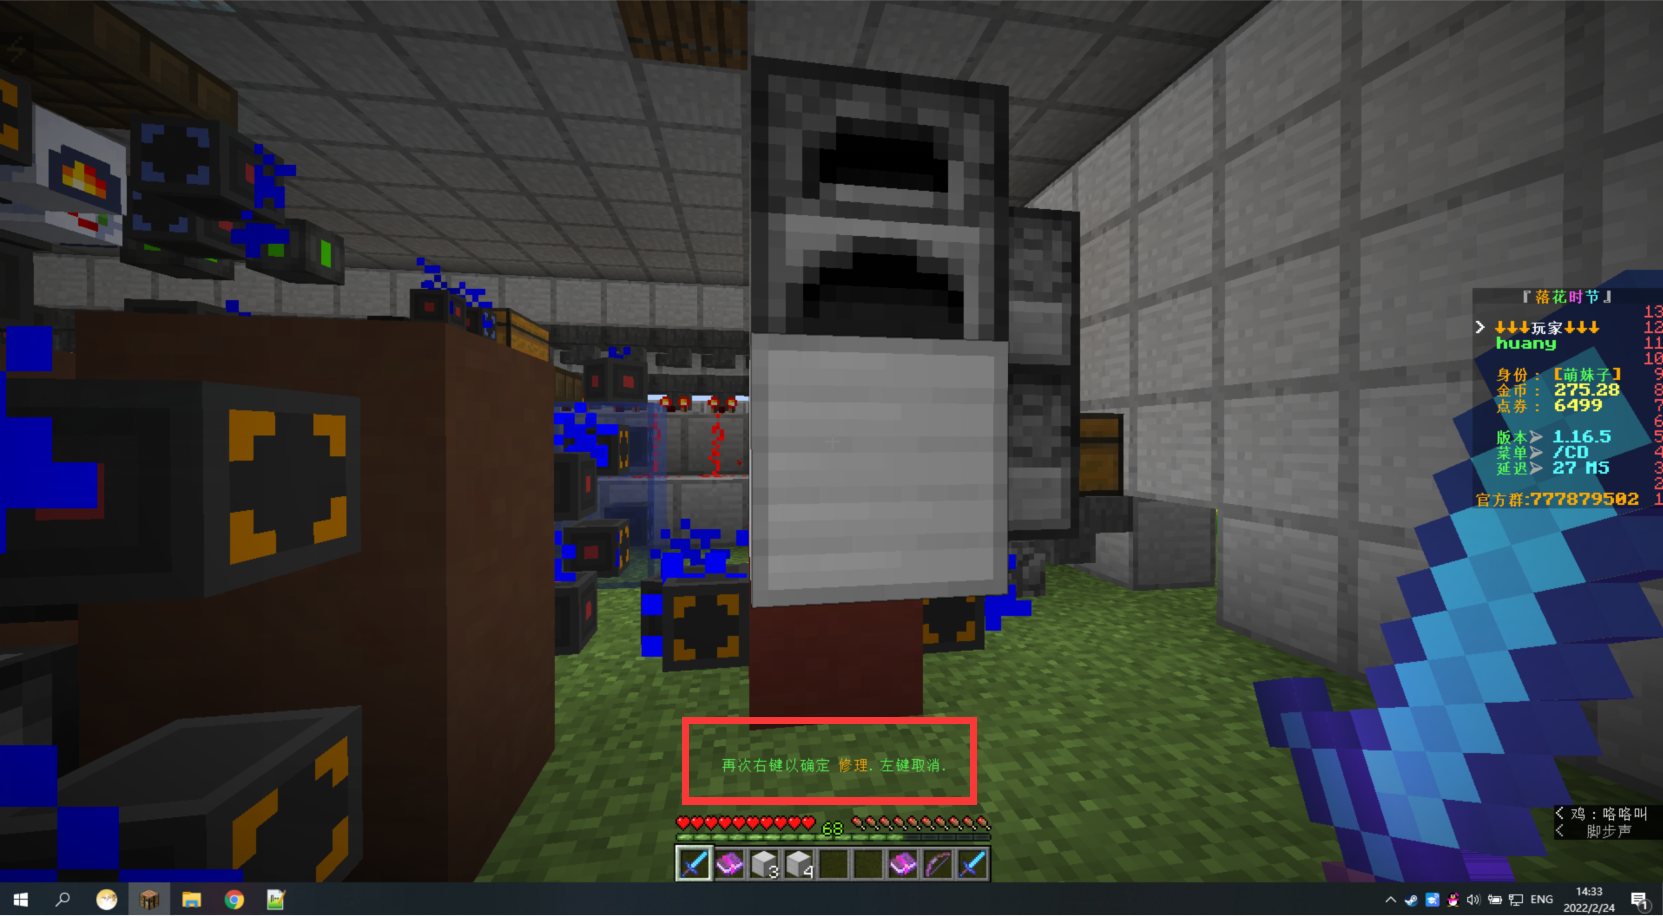 『落花时节』
↓↓↓玩家↓↓↓
huany
身份： [萌妹子]
金币： 275.28
点券： 6499
版本➢ 1.16.5
菜单➢ /CD
延迟➢ 27 MS
官方群:777879502
13
12
11
10
9
8
7
6
5
4
3
2
1
再次右键以确定 修理. 左键取消.
< 鸡：咯咯叫
< 脚步声
68
3
4
ENG
14:33
2022/2/24
1